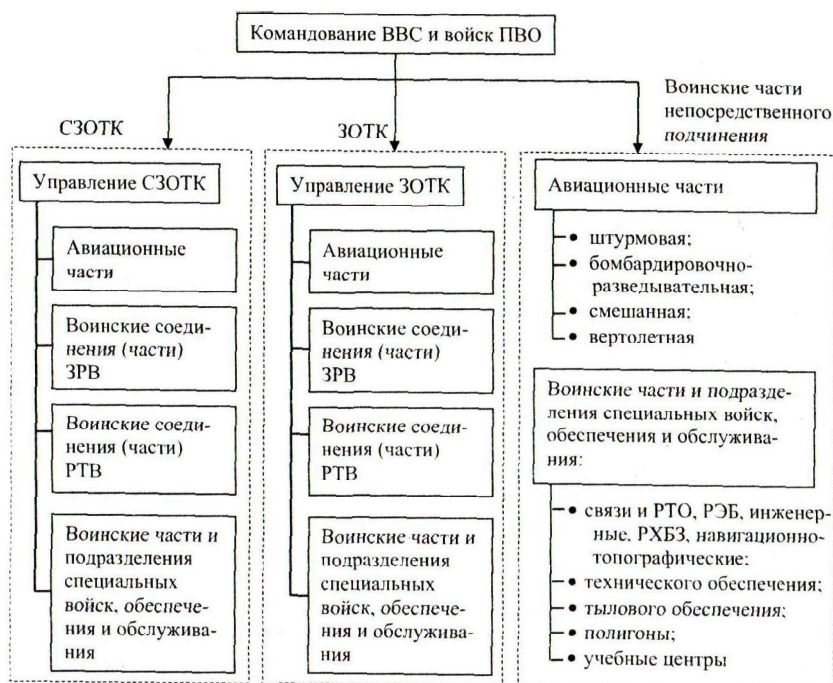 Командование ВВС и войск ПВО
Воинские части
непосредственного
подчинения
СЗОТК
Управление СЗОТК
Авиационные
части
Воинские соеди-
нения (части)
ЗРВ
Воинские соеди-
нения (части)
РТВ
Воинские части и
подразделения
специальных
войск, обеспече-
ния и обслужива-
ния
ЗОТК
Управление ЗОТК
Авиационные
части
Воинские соеди-
нения (части)
ЗРВ
Воинские соеди-
нения (части)
РТВ
Воинские части и
подразделения
специальных
войск, обеспече-
ния и обслужива-
ния
Авиационные части
• штурмовая;
• бомбардировочно-
разведывательная;
• смешанная;
• вертолетная
Воинские части и подразде-
ления специальных войск,
обеспечения и обслужива-
ния:
• связи и РТО, РЭБ, инженер-
ные, РХБЗ, навигационно-
топографические:
• технического обеспечения;
• тылового обеспечения;
• полигоны;
• учебные центры